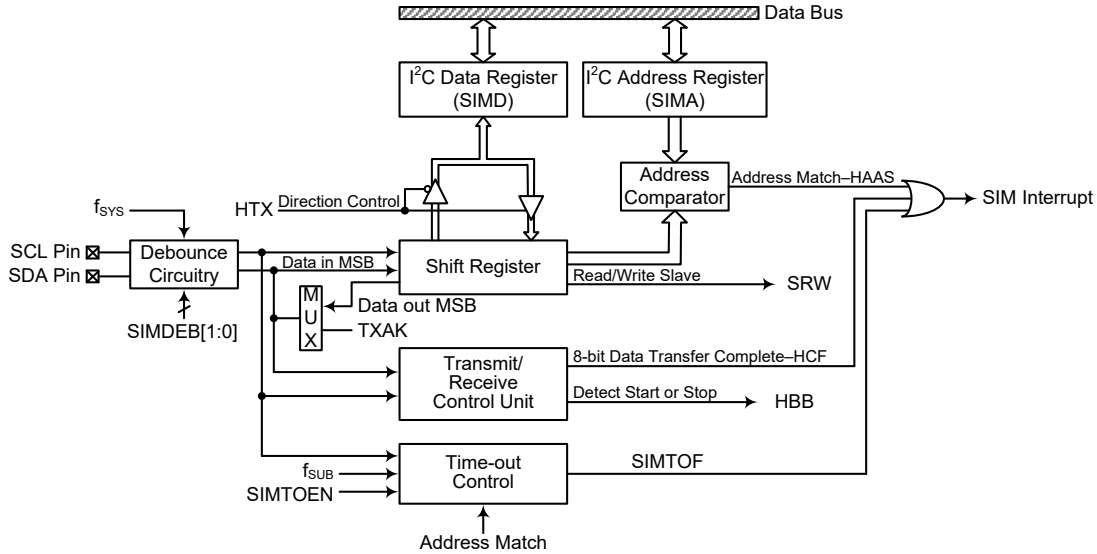 Data Bus
I²C Data Register
(SIMD)
I²C Address Register
(SIMA)
Address
Comparator
Address Match–HAAS
SIM Interrupt
HTX
Direction Control
fSYS
SCL Pin
SDA Pin
Debounce
Circuitry
Data in MSB
Shift Register
Read/Write Slave
SRW
SIMDEB[1:0]
M
U
X
Data out MSB
TXAK
Transmit/
Receive
Control Unit
8-bit Data Transfer Complete–HCF
Detect Start or Stop
HBB
fSUB
SIMTOEN
Time-out
Control
SIMTOF
Address Match